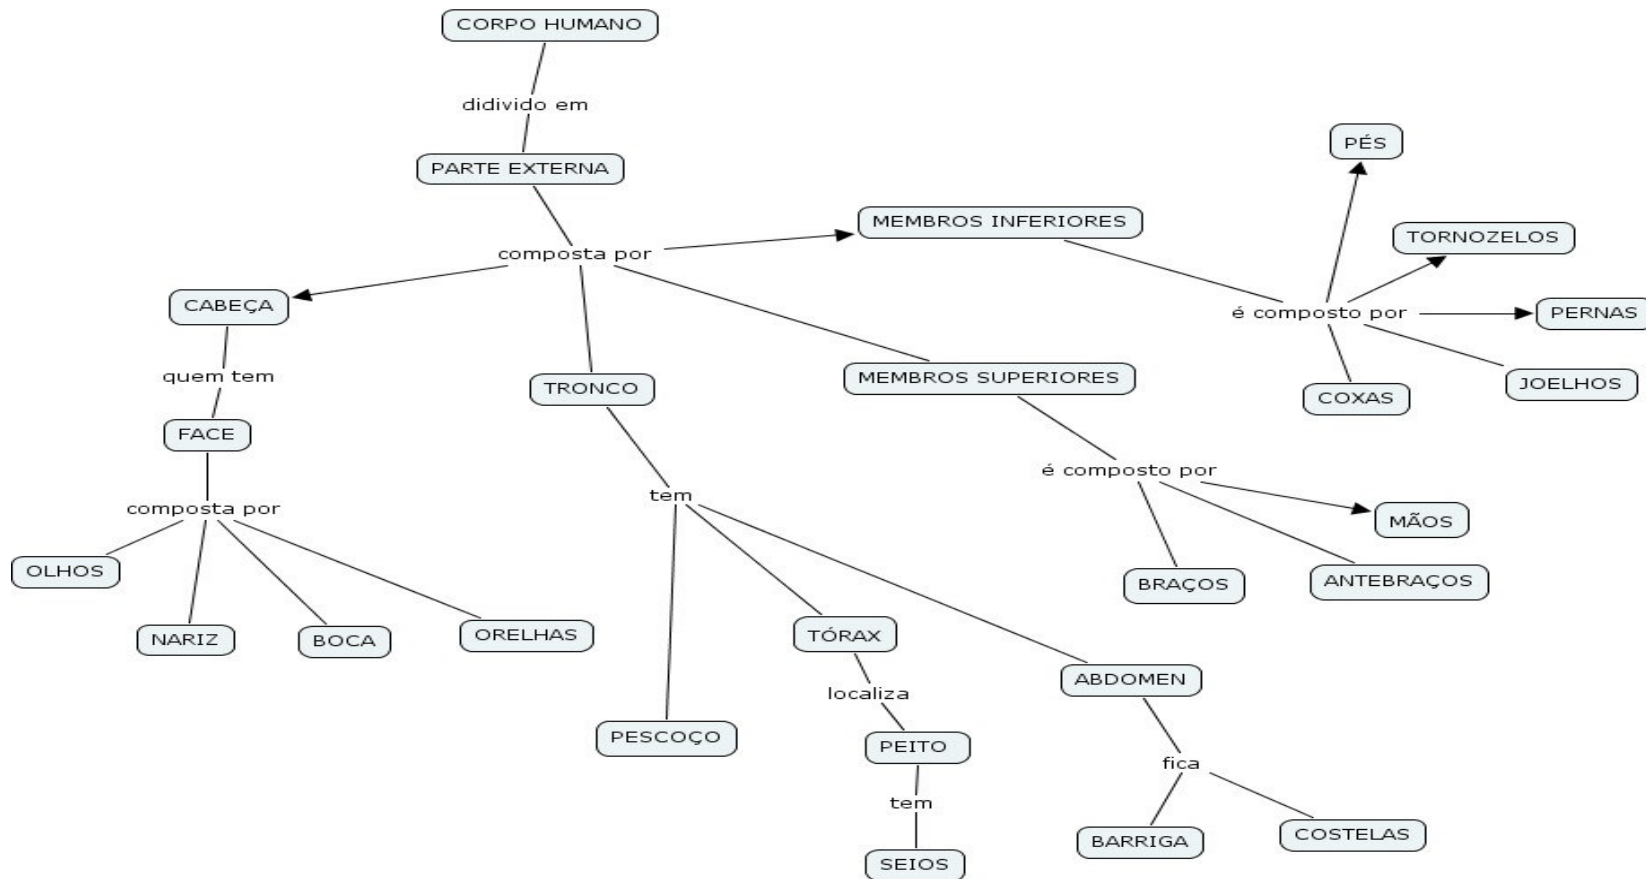 CORPO HUMANO
didivido em
PARTE EXTERNA
composta por
CABEÇA
quem tem
FACE
composta por
OLHOS
NARIZ
BOCA
ORELHAS
TRONCO
tem
PESCOÇO
TÓRAX
localiza
PEITO
tem
SEIOS
ABDOMEN
fica
BARRIGA
COSTELAS
MEMBROS SUPERIORES
é composto por
BRAÇOS
ANTEBRAÇOS
MÃOS
MEMBROS INFERIORES
é composto por
PÉS
TORNOZELOS
PERNAS
JOELHOS
COXAS